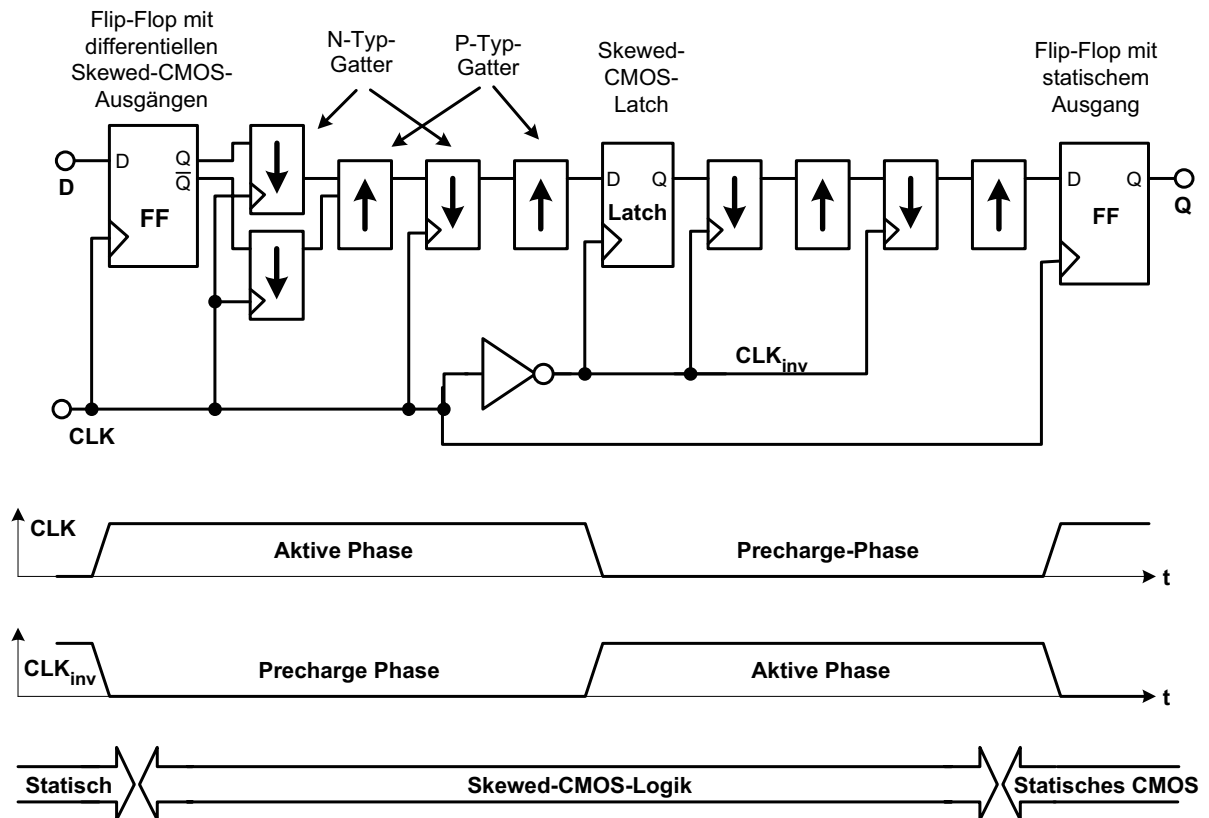 Flip-Flop mit
differentiellen
Skewed-CMOS-
Ausgängen
N-Typ-
Gatter
P-Typ-
Gatter
Skewed-
CMOS-
Latch
Flip-Flop mit
statischem
Ausgang
D
D
Q
Q
FF
D Q
Latch
D Q
FF
Q
CLK
CLKinv
CLK
Aktive Phase
Precharge-Phase
t
CLKinv
Precharge Phase
Aktive Phase
t
Statisch
Skewed-CMOS-Logik
Statisches CMOS